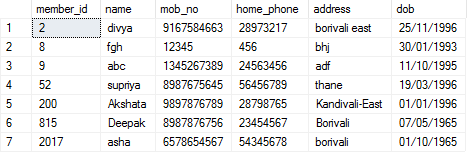 member_id name mob_no home_phone address dob
1 2 divya 9167584663 28973217 borivali east 25/11/1996
2 8 fgh 12345 456 bhj 30/01/1993
3 9 abc 1345267389 24563456 adf 11/10/1995
4 52 supriya 8987675645 56456789 thane 19/03/1996
5 200 Akshata 9897876789 28798765 Kandivali-East 01/01/1996
6 815 Deepak 8987876756 23454567 Borivali 07/05/1965
7 2017 asha 6578654567 54345678 borivali 01/10/1965